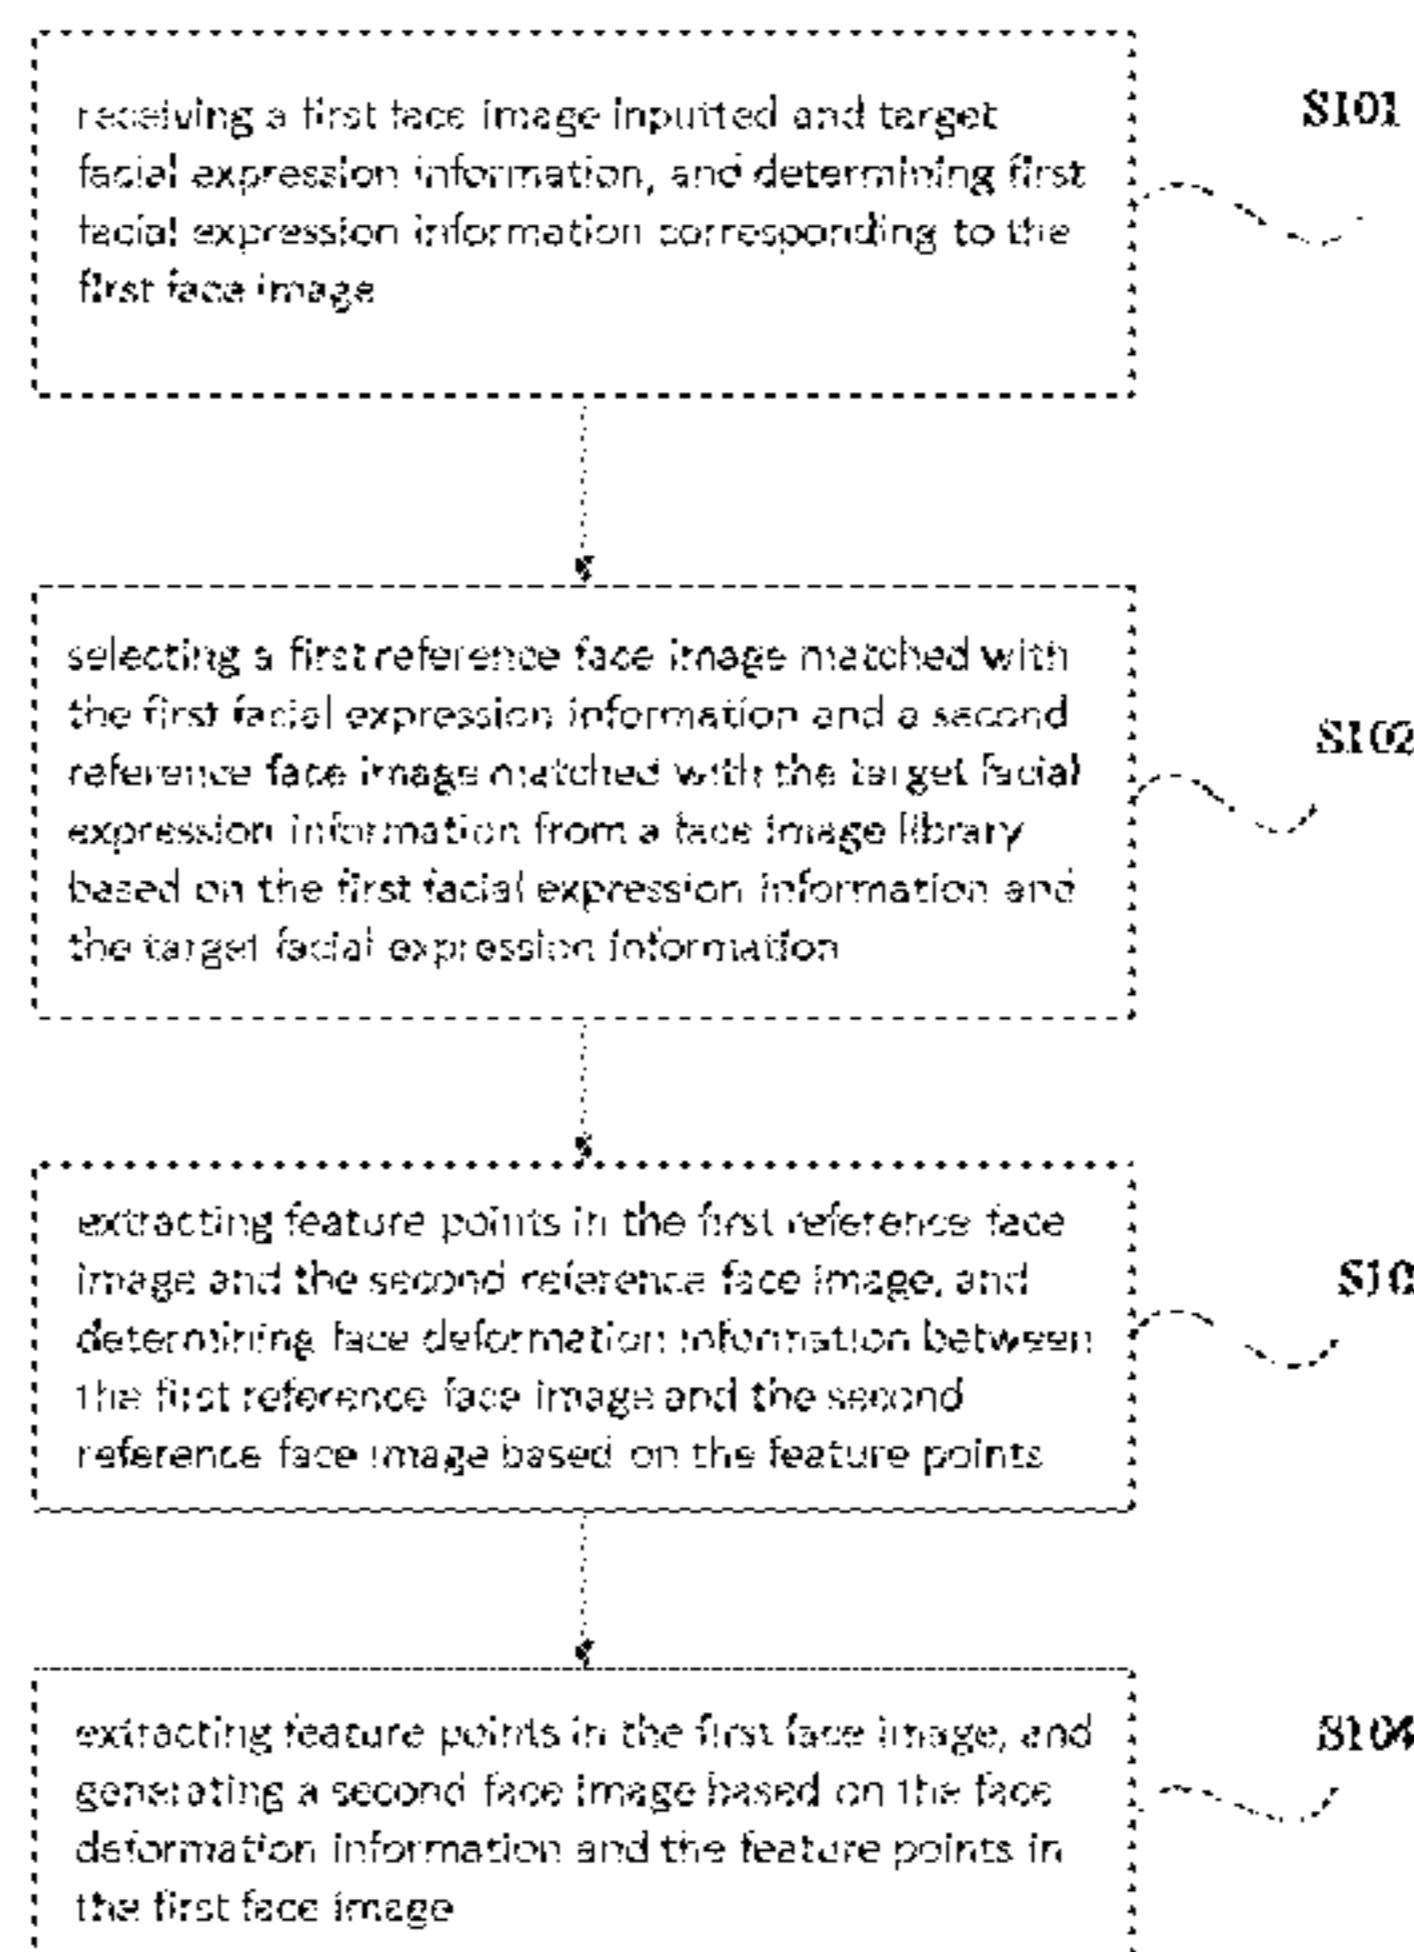 receiving a first face image inputted and target
S101
facial expression information, and determining first
facial expression information corresponding to the
first face image
selecting a first reference face image matched with
the first facial expression information and a second
S102
reference face image matched with the target facial
expression information from a face image library
based on the first facial expression information and
the target facial expression information
extracting feature points in the first reference face
image and the second reference face image, and
determining face deformation information between
the first reference face image and the second
reference face image based on the feature points
extracting feature points in the first face image, and
S104
generating a second face image based on the face
deformation information and the feature points in
the first face image